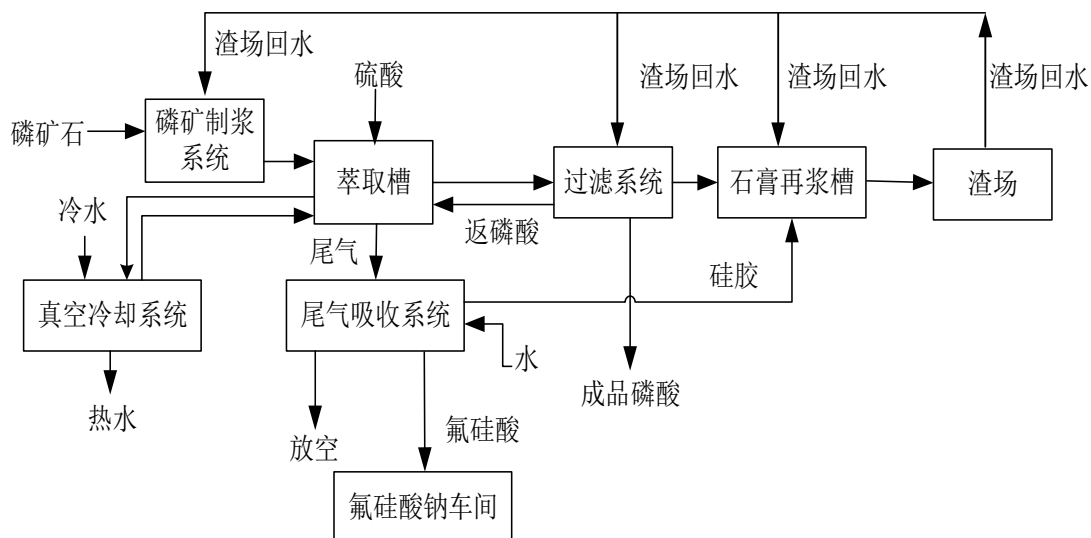 渣场回水
硫酸
渣场回水
渣场回水
渣场回水
磷矿石
磷矿制浆
系统
萃取槽
过滤系统
石膏再浆槽
渣场
冷水
返磷酸
尾气
硅胶
真空冷却系统
尾气吸收系统
水
成品磷酸
热水
放空
氟硅酸
氟硅酸钠车间